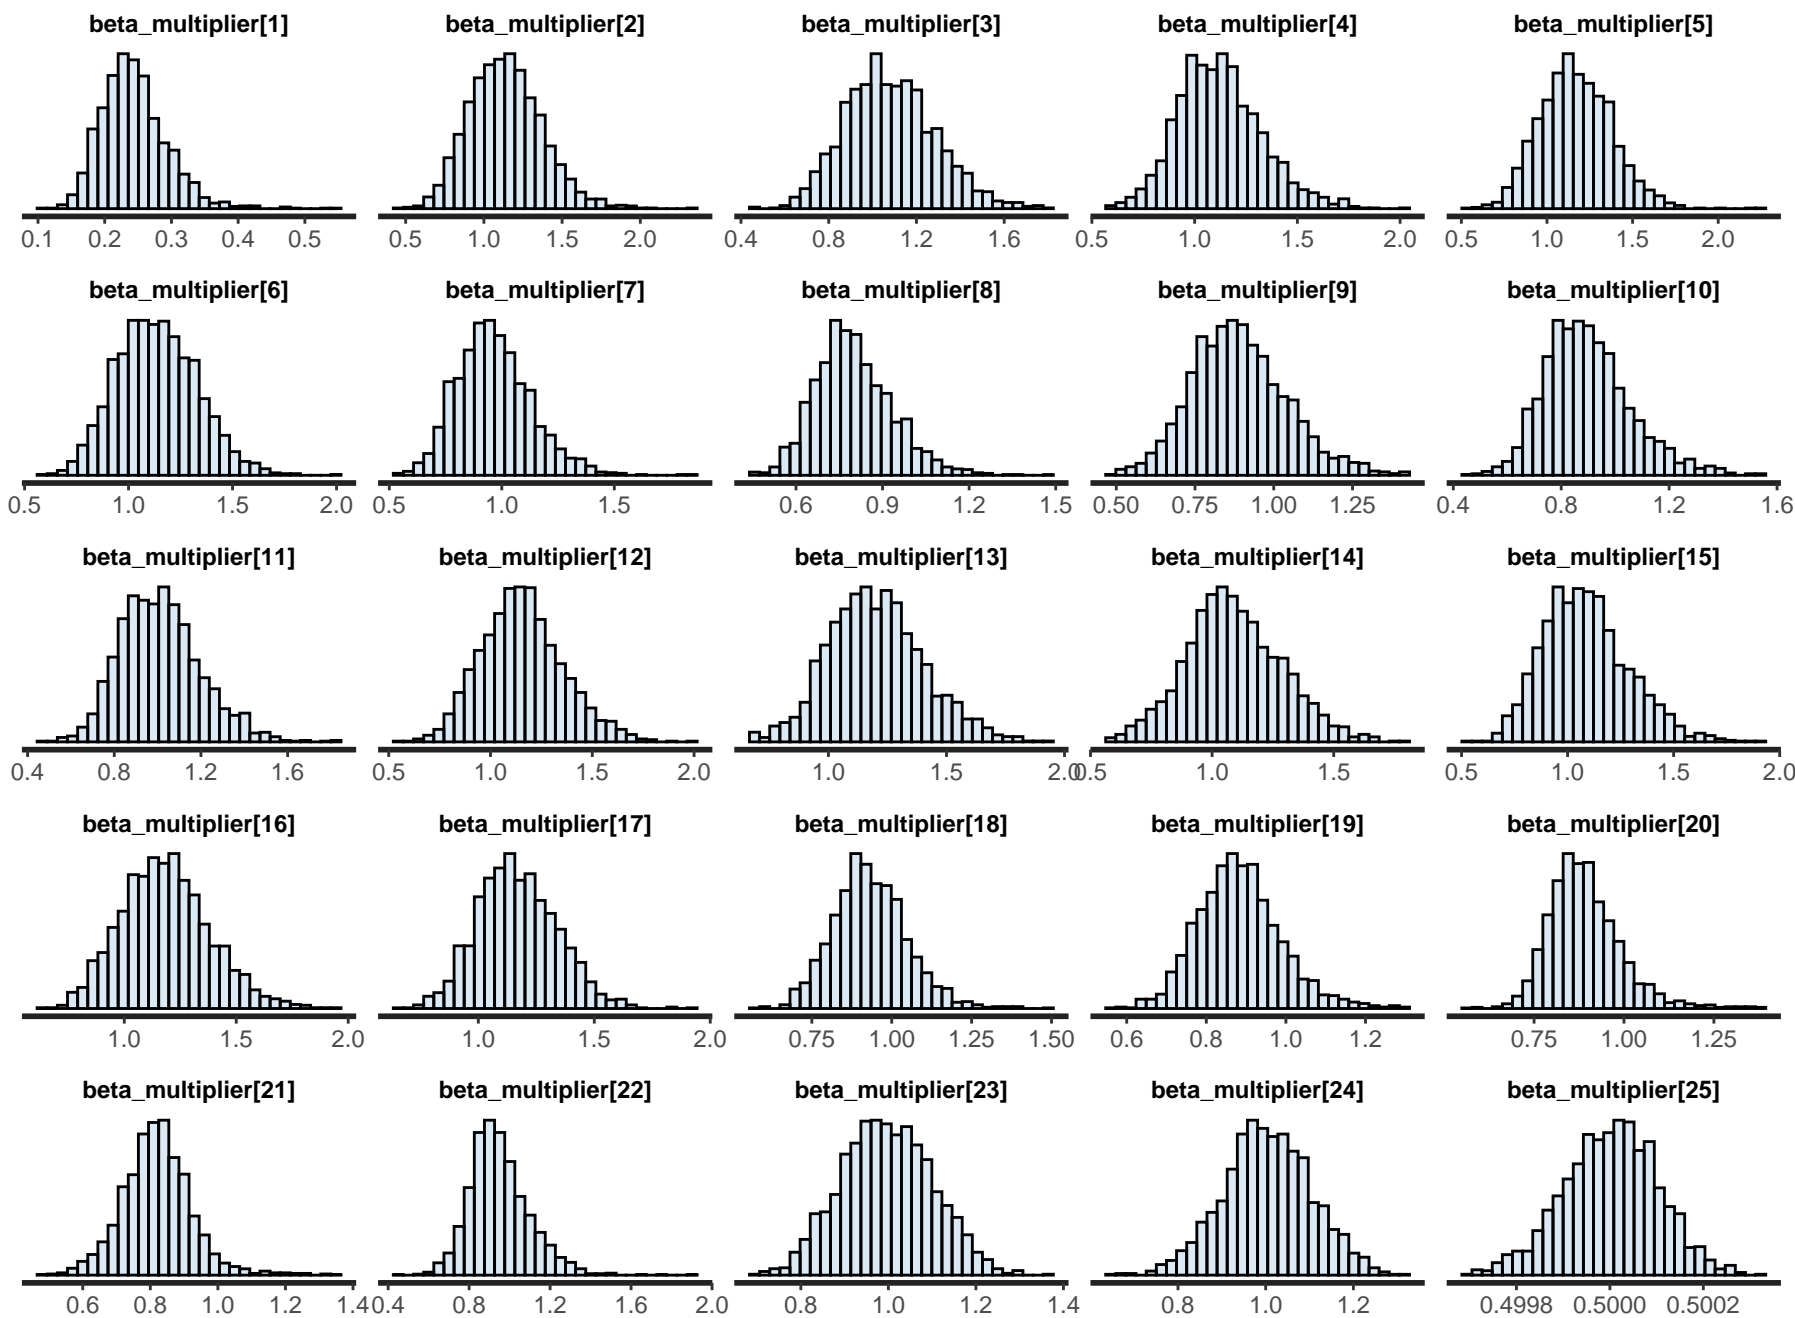 beta_multiplier[1] beta_multiplier[2] beta_multiplier[3] beta_multiplier[4] beta_multiplier[5]
0.1 0.2 0.3 0.4 0.5 0.5 1.0 1.5 2.0 0.4 0.8 1.2 1.6 0.5 1.0 1.5 2.0 0.5 1.0 1.5 2.0
beta_multiplier[6] beta_multiplier[7] beta_multiplier[8] beta_multiplier[9] beta_multiplier[10]
0.5 1.0 1.5 2.0 0.5 1.0 1.5 0.6 0.9 1.2 1.5 0.50 0.75 1.00 1.25 0.4 0.8 1.2 1.6
beta_multiplier[11] beta_multiplier[12] beta_multiplier[13] beta_multiplier[14] beta_multiplier[15]
0.4 0.8 1.2 1.6 0.5 1.0 1.5 2.0 1.0 1.5 2.0 0.5 1.0 1.5 0.5 1.0 1.5 2.0
beta_multiplier[16] beta_multiplier[17] beta_multiplier[18] beta_multiplier[19] beta_multiplier[20]
1.0 1.5 2.0 1.0 1.5 2.0 0.75 1.00 1.25 1.50 0.6 0.8 1.0 1.2 0.75 1.00 1.25
beta_multiplier[21] beta_multiplier[22] beta_multiplier[23] beta_multiplier[24] beta_multiplier[25]
0.6 0.8 1.0 1.2 1.4 0.4 0.8 1.2 1.6 2.0 0.8 1.0 1.2 1.4 0.8 1.0 1.2 0.4998 0.5000 0.5002